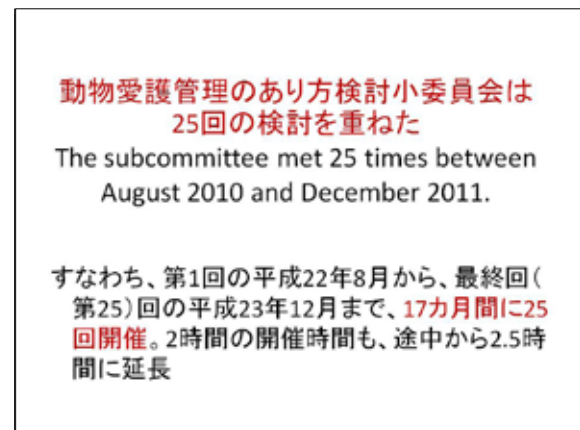 動物愛護管理のあり方検討小委員会は
25回の検討を重ねた
The subcommittee met 25 times between
August 2010 and December 2011.
すなわち、第1回の平成22年8月から、最終回(
第25)回の平成23年12月まで、17カ月間に25
回開催。2時間の開催時間も、途中から2.5時
間に延長